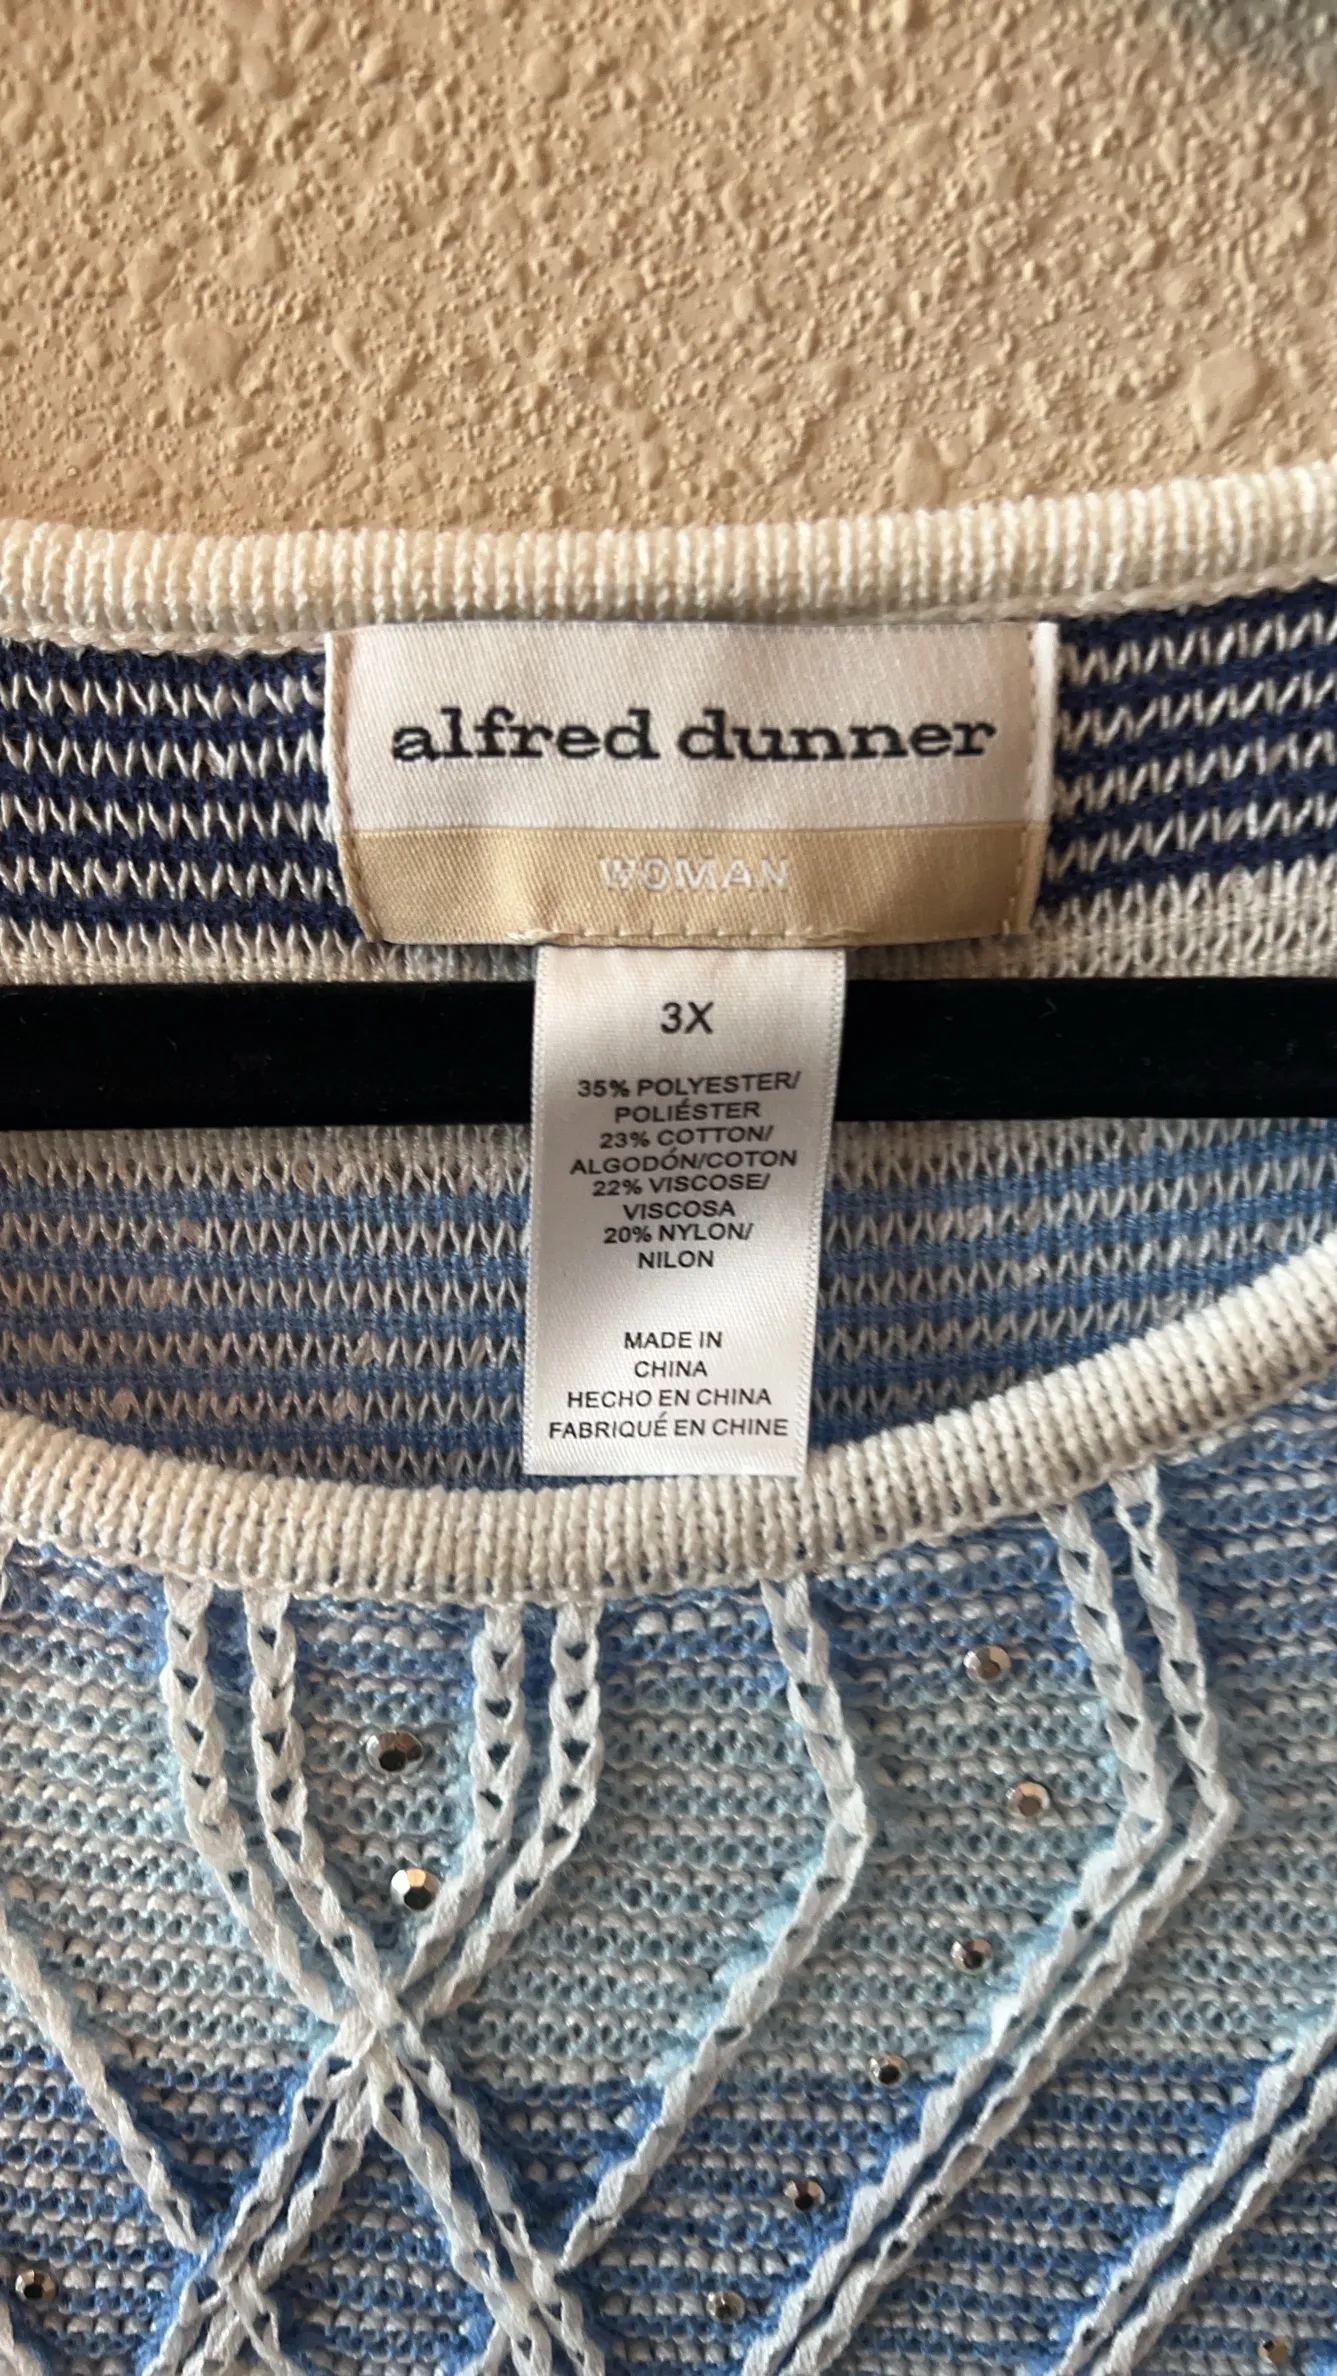 alfred dunner
WOMAN
3X
35% POLYESTER/
POLIÉSTER
23% COTTON/
ALGODÓN/COTON
22% VISCOSE/
VISCOSA
20% NYLON/
NILON
MADE IN
CHINA
HECHO EN CHINA
FABRIQUÉ EN CHINE